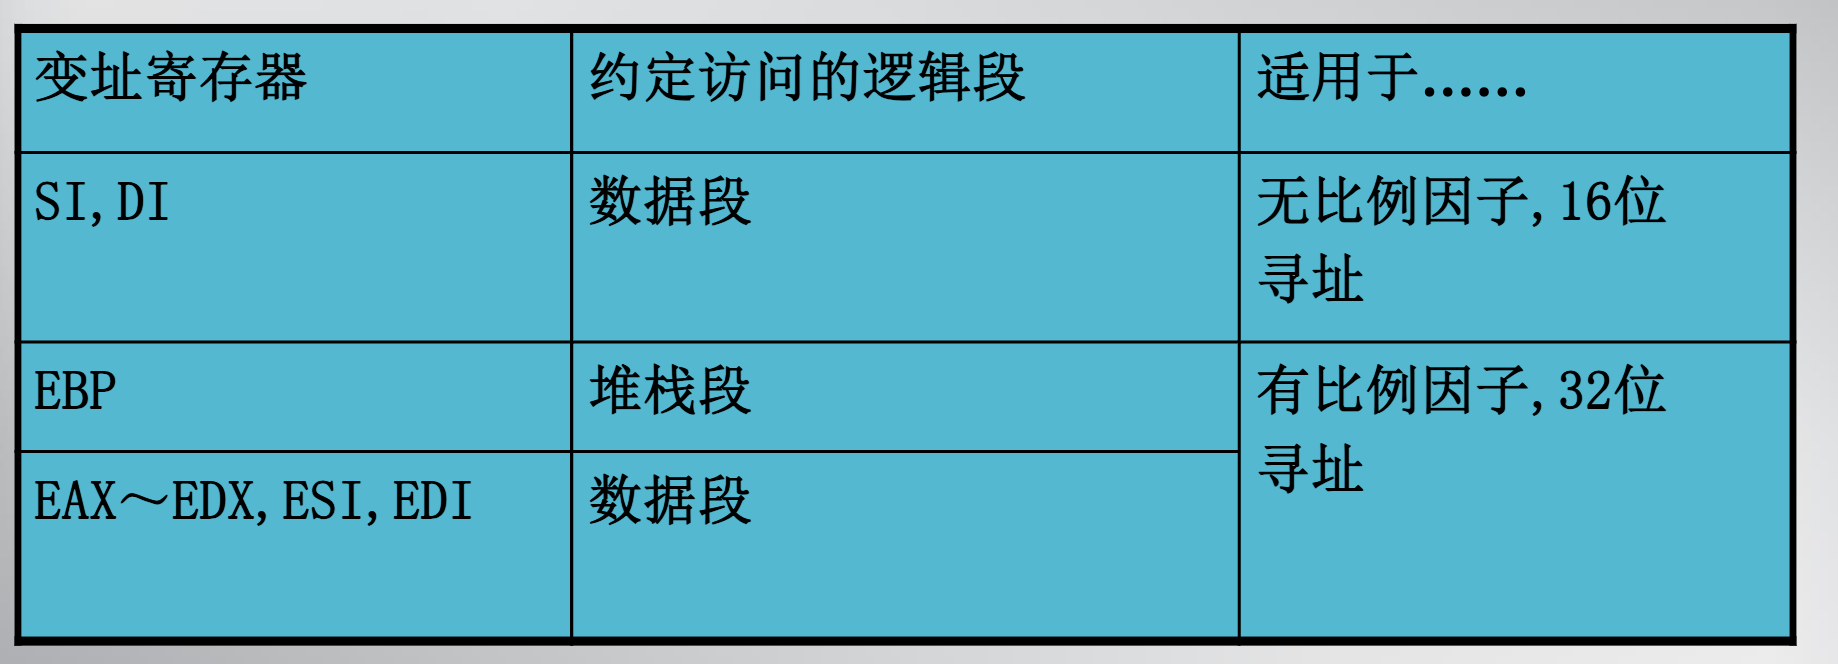 变址寄存器
约定访问的逻辑段
适用于……
SI,DI
数据段
无比例因子,16位
寻址
EBP
堆栈段
有比例因子,32位
寻址
EAX～EDX,ESI,EDI
数据段